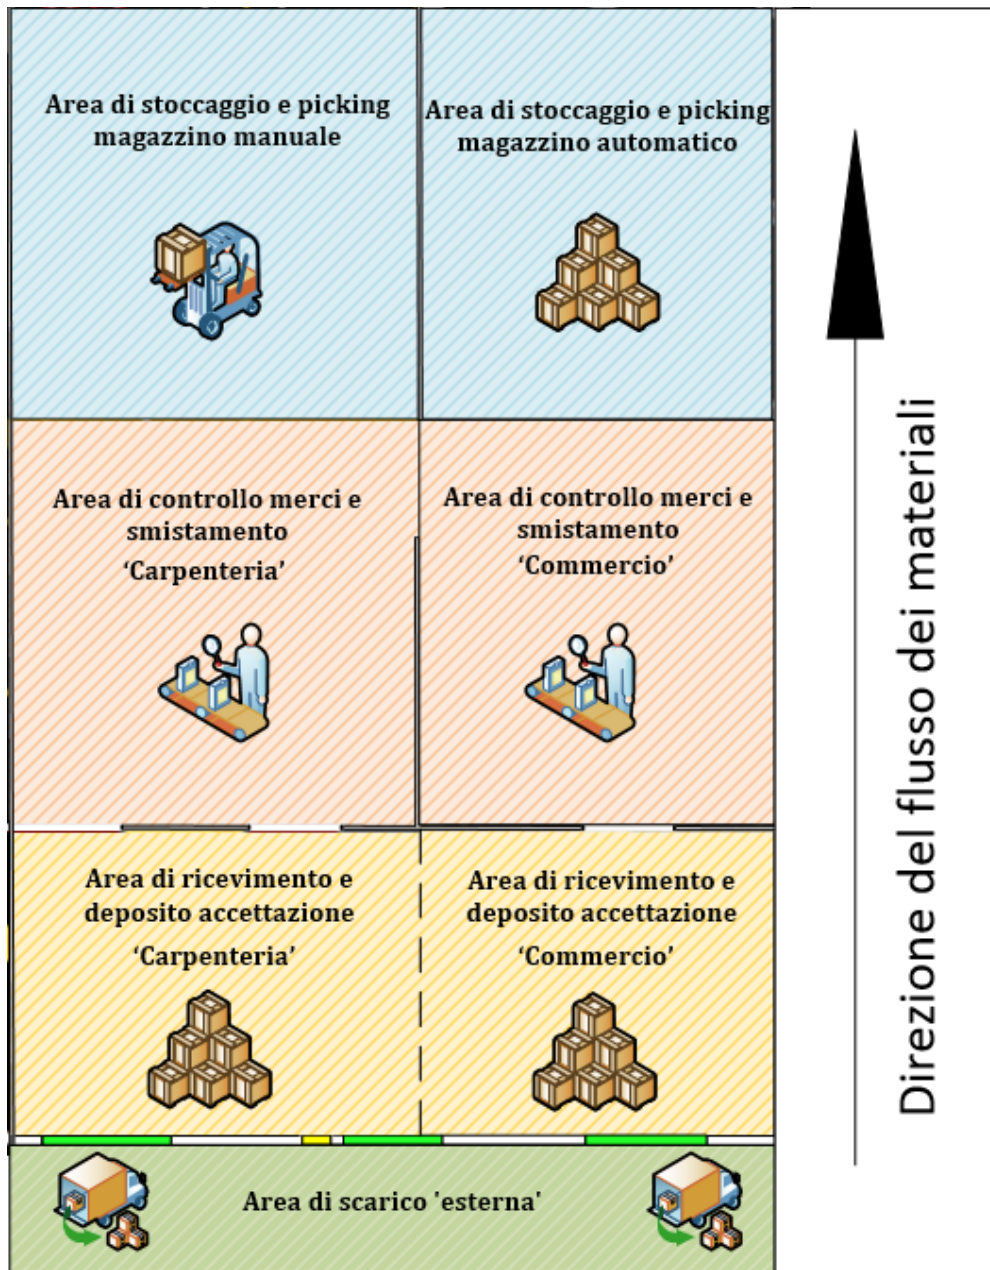 Area di stoccaggio e picking
magazzino manuale
Area di stoccaggio e picking
magazzino automatico
Area di controllo merci e
smistamento
‘Carpenteria’
Area di controllo merci e
smistamento
‘Commercio’
Area di ricevimento e
deposito accettazione
‘Carpenteria’
Area di ricevimento e
deposito accettazione
‘Commercio’
Area di scarico 'esterna'
Direzione del flusso dei materiali